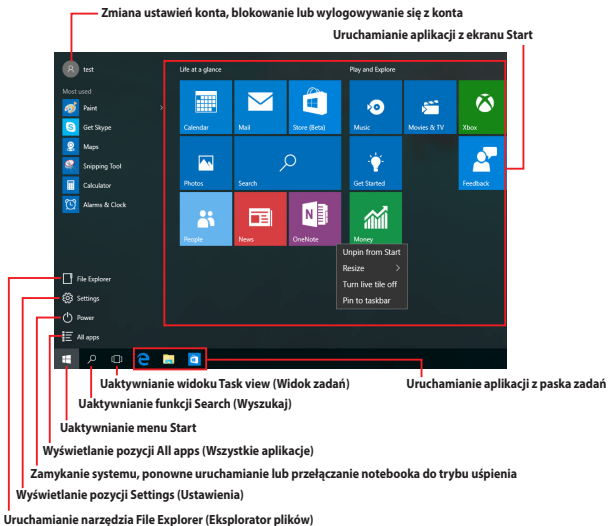 Zmiana ustawień konta, blokowanie lub wylogowywanie się z konta
Uruchamianie aplikacji z ekranu Start
test
Life at a glance
Play and Explore
Most used
Paint
Get Skype
Maps
Snipping Tool
Calculator
Alarms & Clock
Calendar
Mail
Store (Beta)
Music
Movies & TV
Xbox
Photos
Search
Get Started
Feedback
People
News
OneNote
Money
Unpin from Start
Resize
Turn live tile off
Pin to taskbar
File Explorer
Settings
Power
All apps
Uaktywnianie widoku Task view (Widok zadań)
Uruchamianie aplikacji z paska zadań
Uaktywnianie funkcji Search (Wyszukaj)
Uaktywnianie menu Start
Wyświetlanie pozycji All apps (Wszystkie aplikacje)
Zamykanie systemu, ponowne uruchamianie lub przełączanie notebooka do trybu uśpienia
Wyświetlanie pozycji Settings (Ustawienia)
Uruchamianie narzędzia File Explorer (Eksplorator plików)